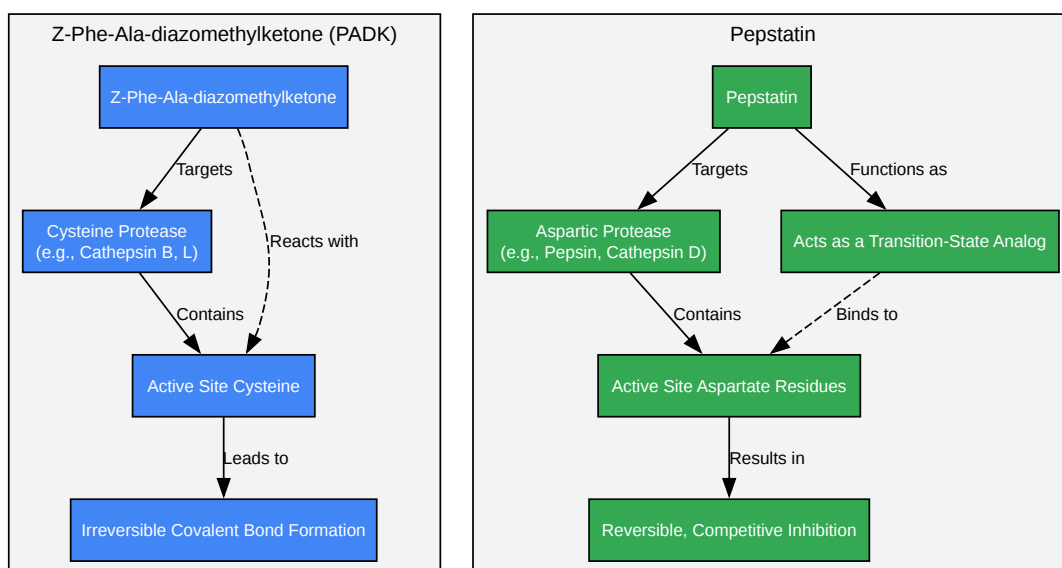 Z-Phe-Ala-diazomethylketone (PADK)
Z-Phe-Ala-diazomethylketone
Targets
Reacts with
Cysteine Protease
(e.g., Cathepsin B, L)
Contains
Active Site Cysteine
Leads to
Irreversible Covalent Bond Formation
Pepstatin
Pepstatin
Targets
Functions as
Aspartic Protease
(e.g., Pepsin, Cathepsin D)
Acts as a Transition-State Analog
Contains
Binds to
Active Site Aspartate Residues
Results in
Reversible, Competitive Inhibition